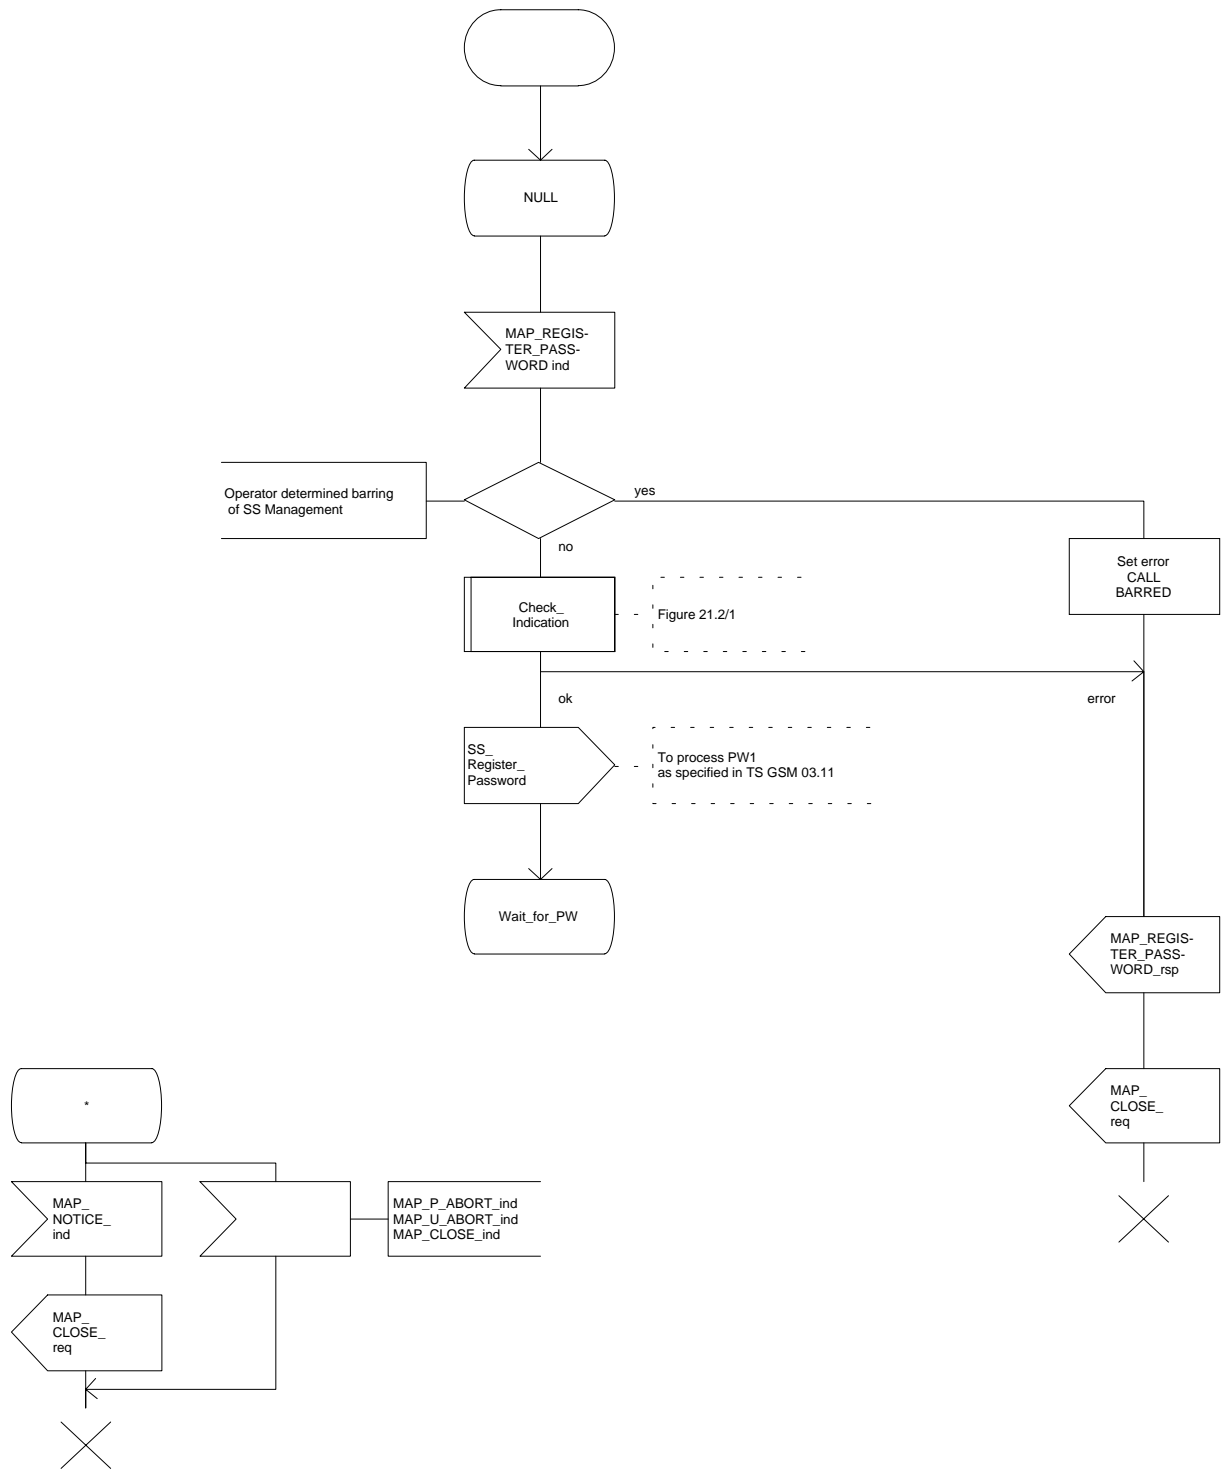 NULL
MAP_REGIS-
TER_PASS-
WORD ind
Operator determined barring
of SS Management
yes
no
Set error
CALL
BARRED
Check_
Indication
Figure 21.2/1
ok
error
SS_
Register_
Password
To process PW1
as specified in TS GSM 03.11
Wait_for_PW
MAP_REGIS-
TER_PASS-
WORD_rsp
MAP_
CLOSE_
req
*
MAP_
NOTICE_
ind
MAP_P_ABORT_ind
MAP_U_ABORT_ind
MAP_CLOSE_ind
MAP_
CLOSE_
req